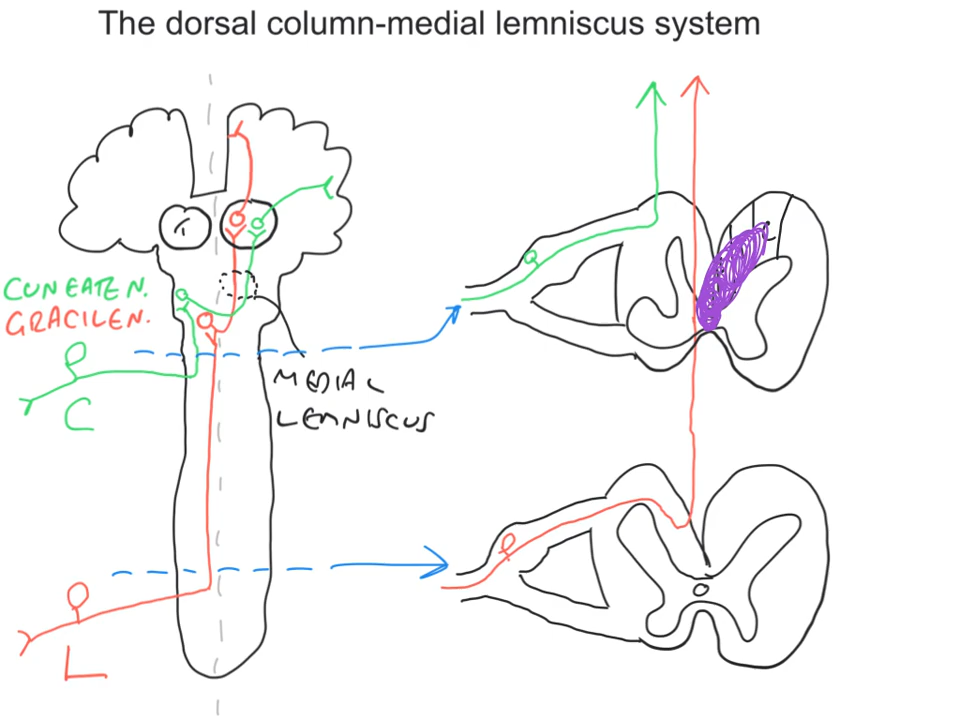 The dorsal column-medial lemniscus system
CUNEATE N.
GRACILE N.
C
MEDIAL
LEMNISCUS
L